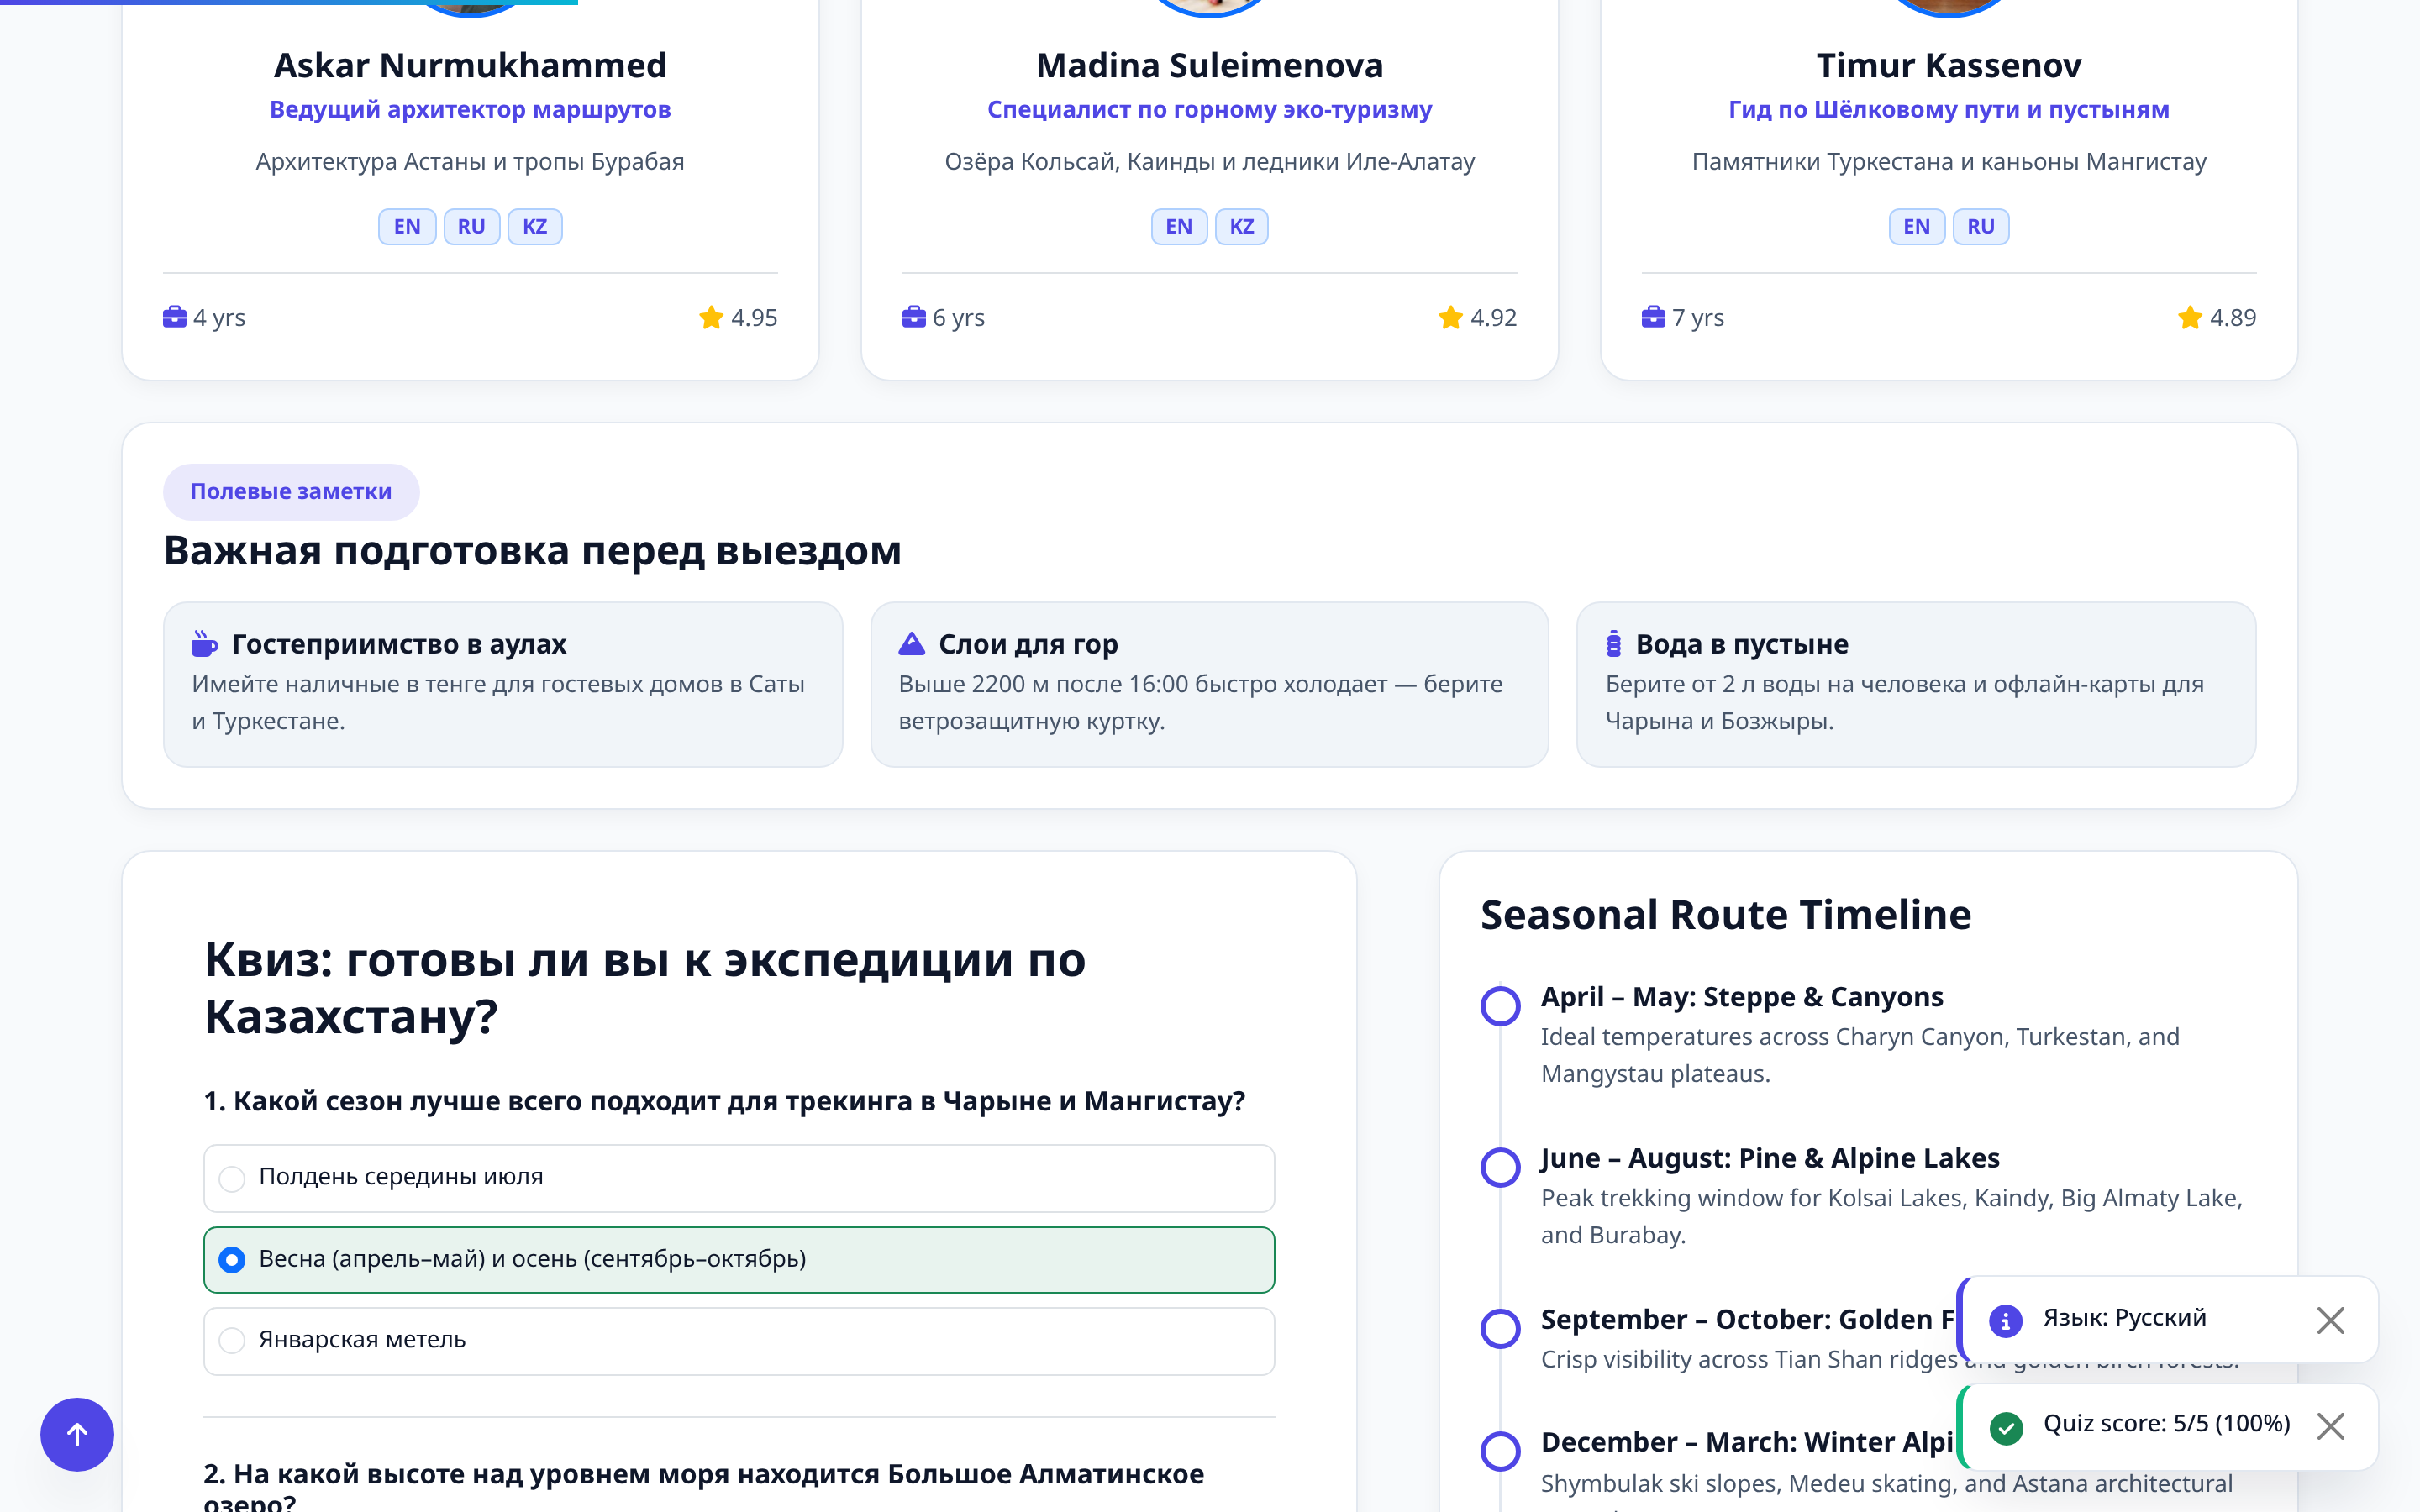 Askar Nurmukhammed
Ведущий архитектор маршрутов
Архитектура Астаны и тропы Бурабая
EN RU KZ
4 yrs 4.95
Madina Suleimenova
Специалист по горному эко-туризму
Озёра Кольсай, Каинды и ледники Иле-Алатау
EN KZ
6 yrs 4.92
Timur Kassenov
Гид по Шёлковому пути и пустыням
Памятники Туркестана и каньоны Мангистау
EN RU
7 yrs 4.89
Полевые заметки
Важная подготовка перед выездом
Гостеприимство в аулах
Имейте наличные в тенге для гостевых домов в Саты
и Туркестане.
Слои для гор
Выше 2200 м после 16:00 быстро холодает — берите
ветрозащитную куртку.
Вода в пустыне
Берите от 2 л воды на человека и офлайн-карты для
Чарына и Бозжыры.
Квиз: готовы ли вы к экспедиции по
Казахстану?
1. Какой сезон лучше всего подходит для трекинга в Чарыне и Мангистау?
Полдень середины июля
Весна (апрель–май) и осень (сентябрь–октябрь)
Январская метель
2. На какой высоте над уровнем моря находится Большое Алматинское
озеро?
Seasonal Route Timeline
April – May: Steppe & Canyons
Ideal temperatures across Charyn Canyon, Turkestan, and
Mangystau plateaus.
June – August: Pine & Alpine Lakes
Peak trekking window for Kolsai Lakes, Kaindy, Big Almaty Lake,
and Burabay.
September – October: Golden
Crisp visibility across Tian Shan ridges and golden birch forests.
December – March: Winter
Shymbulak ski slopes, Medeu skating, and Astana architectural
Язык: Русский
Quiz score: 5/5 (100%)